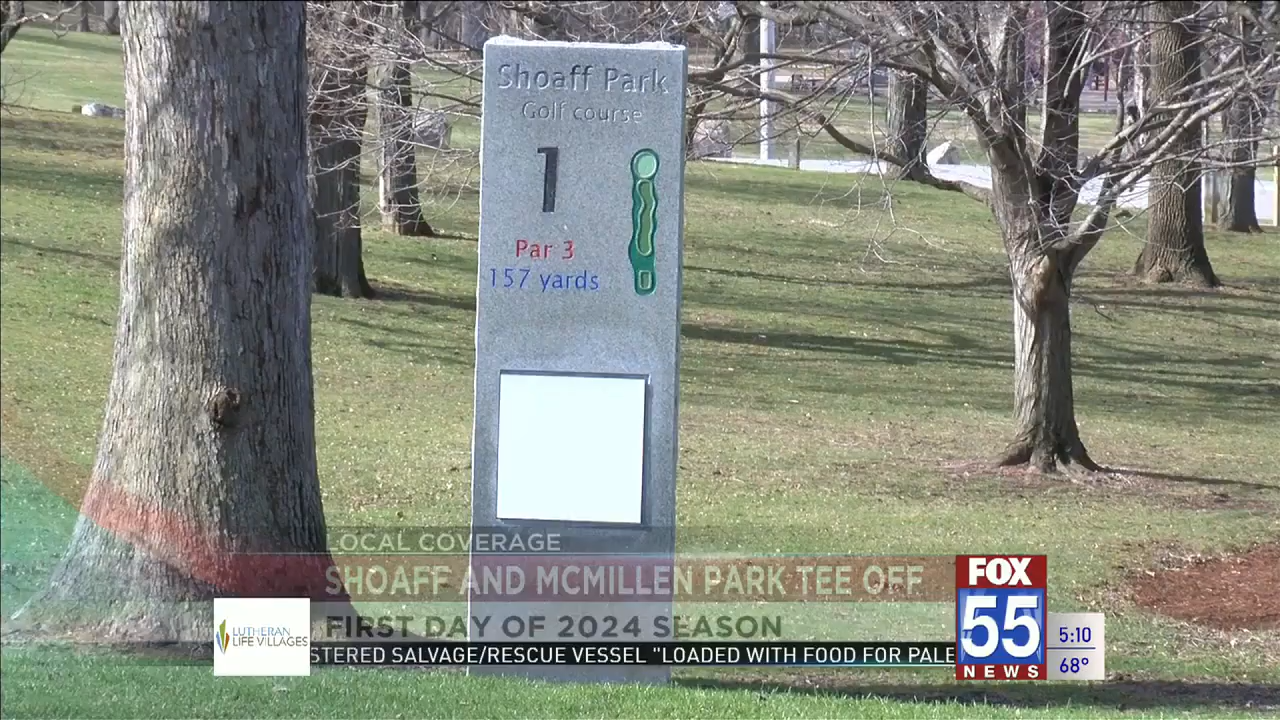 Shoaff Park
Golf course
1
Par 3
157 yards
LOCAL COVERAGE
SHOAFF AND MCMILLEN PARK TEE OFF
FIRST DAY OF 2024 SEASON
LUTHERAN
LIFE VILLAGES
STERED SALVAGE/RESCUE VESSEL "LOADED WITH FOOD FOR PALE
FOX
55
NEWS
5:10
68°